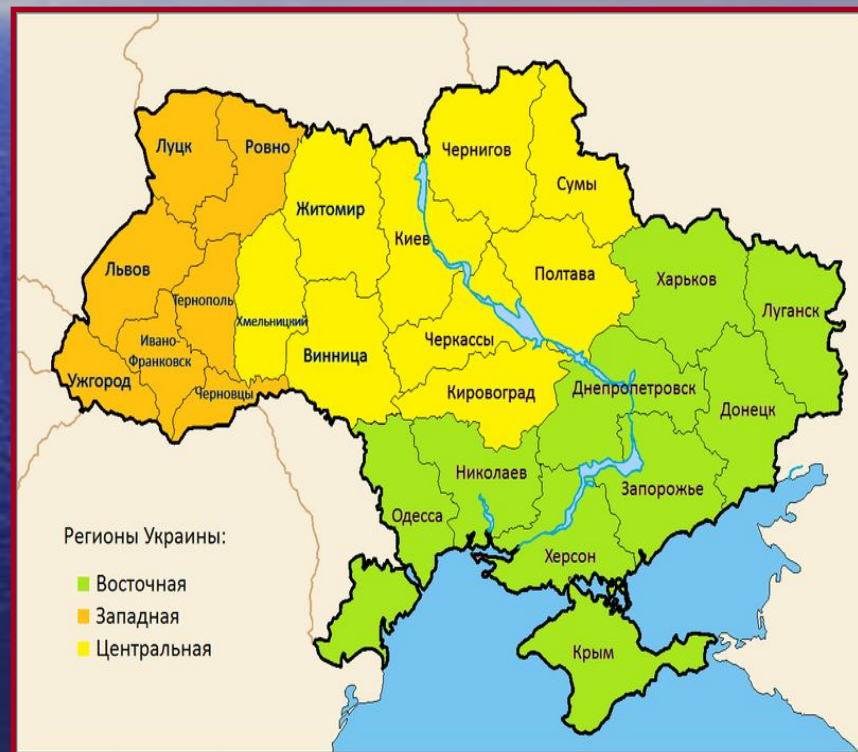 Луцк
Ровно
Чернигов
Сумы
Житомир
Киев
Львов
Тернополь
Хмельницкий
Полтава
Харьков
Луганск
Ивано-
Франковск
Винница
Черкассы
Ужгород
Черновцы
Кировоград
Днепропетровск
Донецк
Николаев
Запорожье
Одесса
Херсон
Крым
Регионы Украины:
Восточная
Западная
Центральная